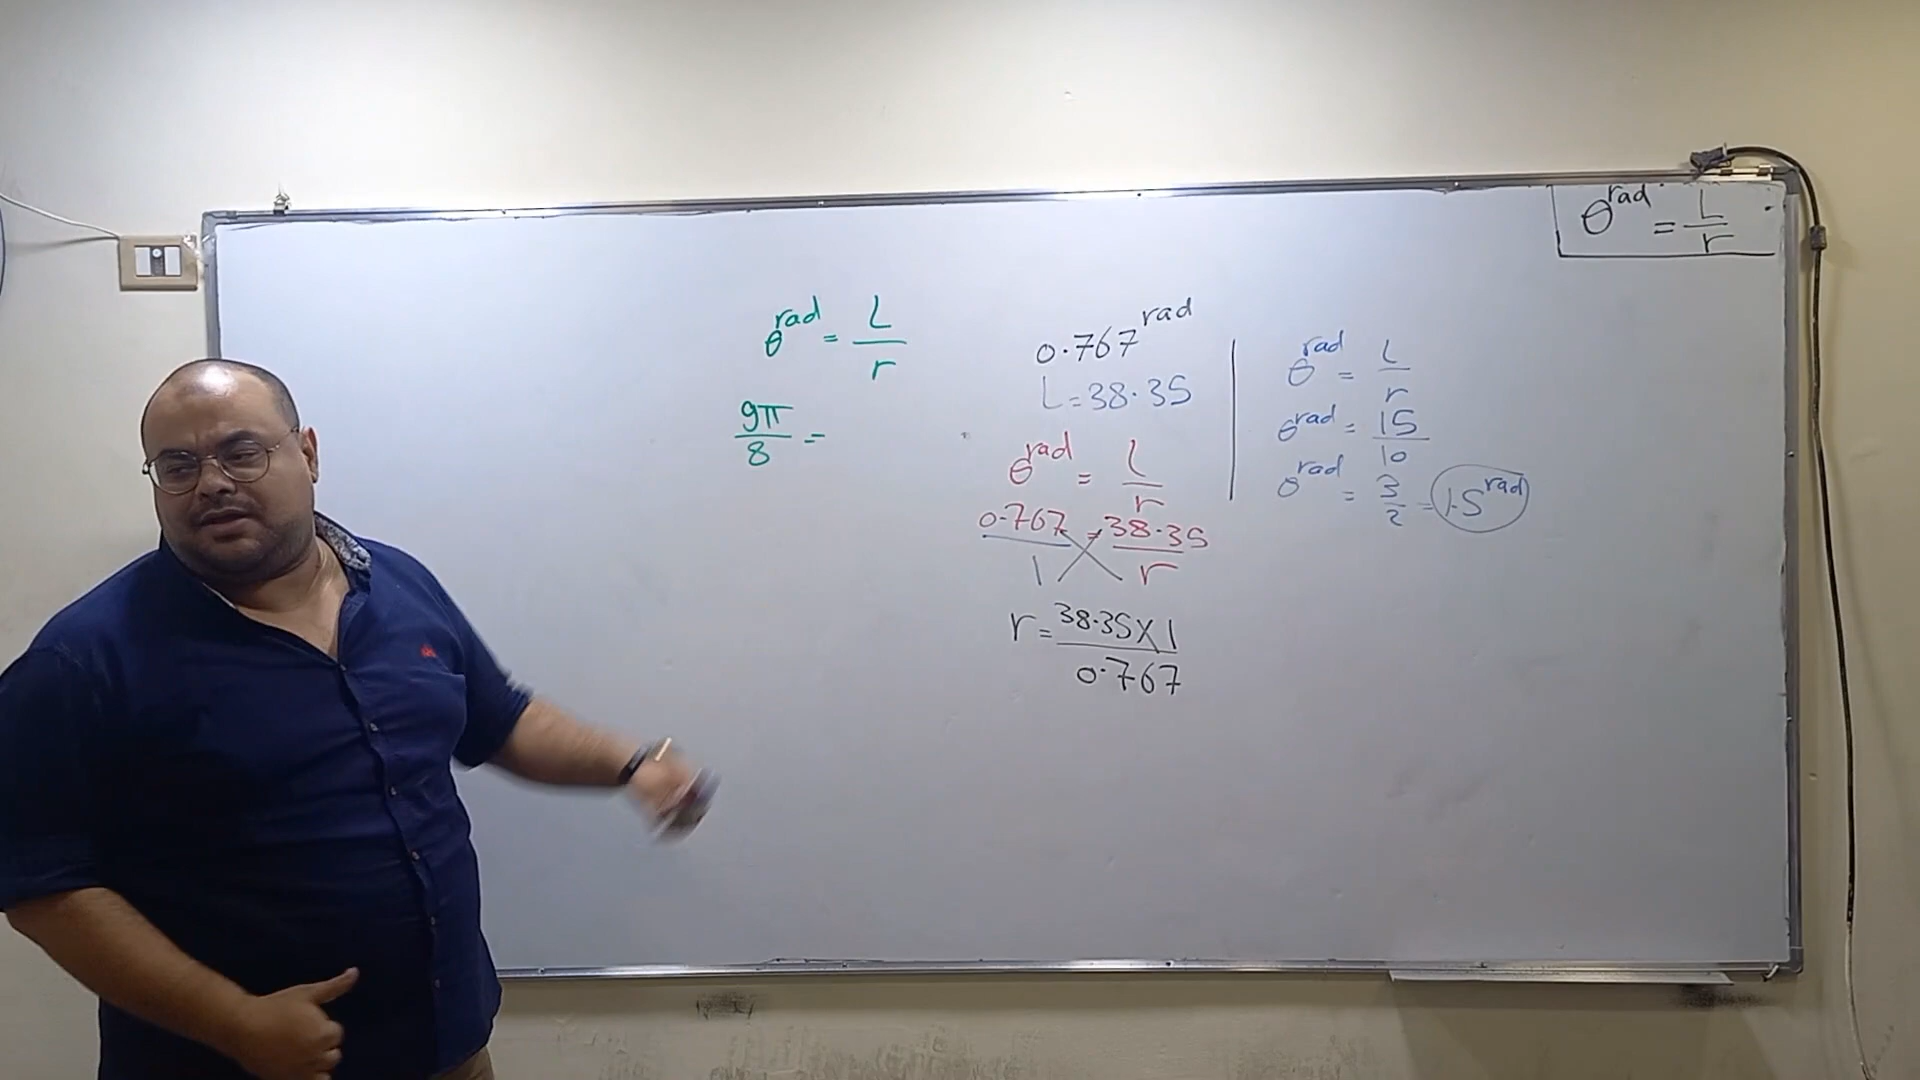 θ^rad = L/r
θ^rad = L/r
9π/8 =
0.767^rad
L = 38.35
θ^rad = L/r
0.767/1 = 38.35/r
r = 38.35 × 1/0.767
θ^rad = L/r
θ^rad = 15/10
θ^rad = 3/2 = 1.5^rad